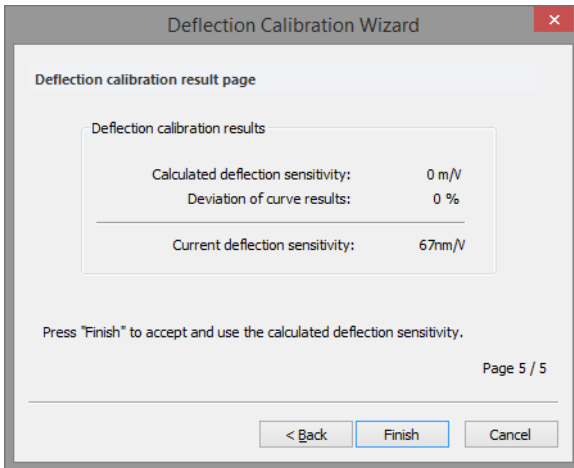 Deflection Calibration Wizard
Deflection calibration result page
Deflection calibration results
Calculated deflection sensitivity: 0 m/V
Deviation of curve results: 0 %
Current deflection sensitivity: 67nm/V
Press "Finish" to accept and use the calculated deflection sensitivity.
Page 5 / 5
< Back Finish Cancel